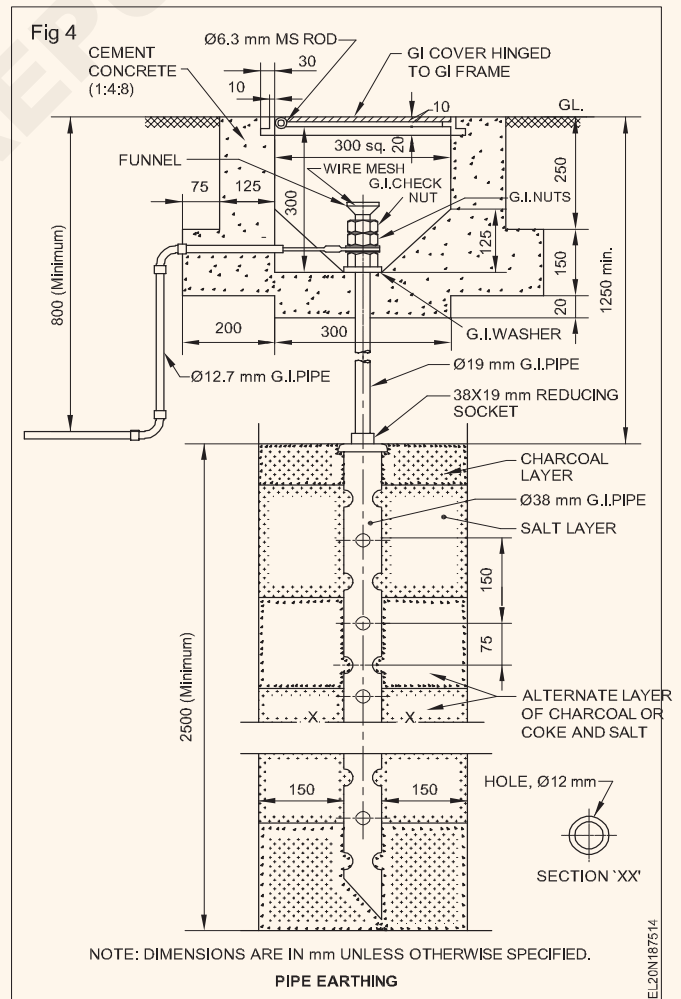 Fig 4
Ø6.3 mm MS ROD
CEMENT
CONCRETE
(1:4:8)
30
10
GI COVER HINGED
TO GI FRAME
10
GL.
20
300 sq.
FUNNEL
WIRE MESH
G.I.CHECK
NUT
G.I.NUTS
75
125
300
250
125
150
20
800 (Minimum)
1250 min.
200
300
G.I.WASHER
Ø12.7 mm G.I.PIPE
Ø19 mm G.I.PIPE
38X19 mm REDUCING
SOCKET
CHARCOAL
LAYER
Ø38 mm G.I.PIPE
SALT LAYER
150
75
2500 (Minimum)
ALTERNATE LAYER
OF CHARCOAL OR
COKE AND SALT
X
X
150
150
HOLE, Ø12 mm
SECTION `XX'
NOTE: DIMENSIONS ARE IN mm UNLESS OTHERWISE SPECIFIED.
PIPE EARTHING
EL20N187514